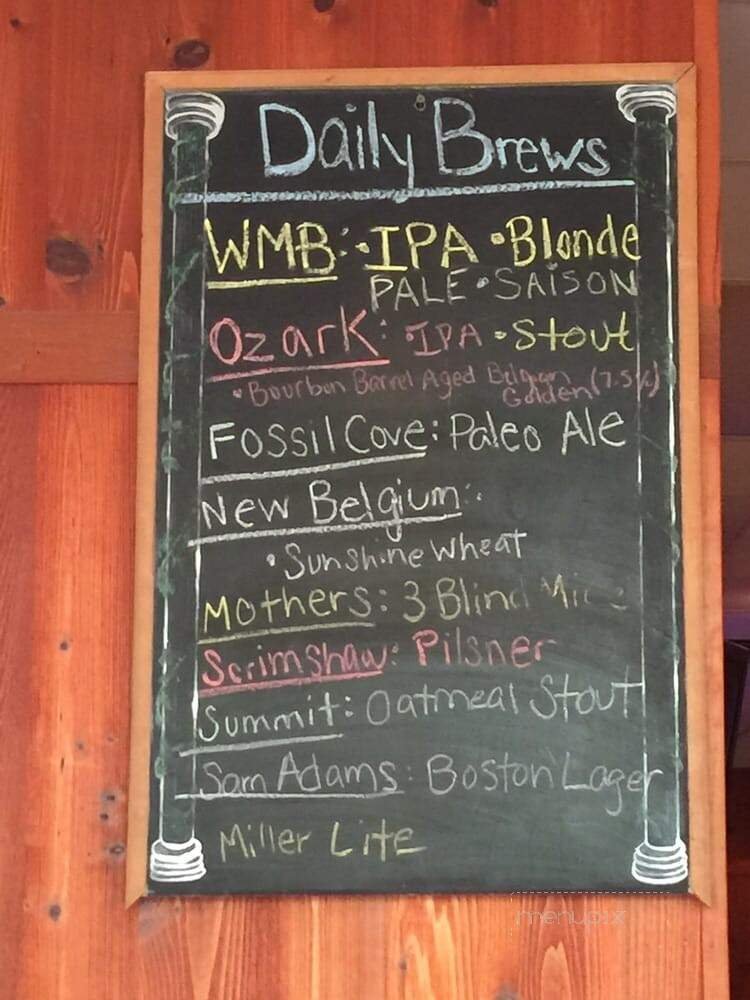 Daily Brews
WMB: •IPA •Blonde
PALE • SAISON
Ozark: •IPA •Stout
• Bourbon Barrel Aged Belgian
Golden (7.5%)
Fossil Cove: Paleo Ale
New Belgium:
• Sunshine Wheat
Mothers: 3 Blind Mice
Scrimshaw: Pilsner
Summit: Oatmeal Stout
Sam Adams: Boston Lager
Miller Lite
menupix